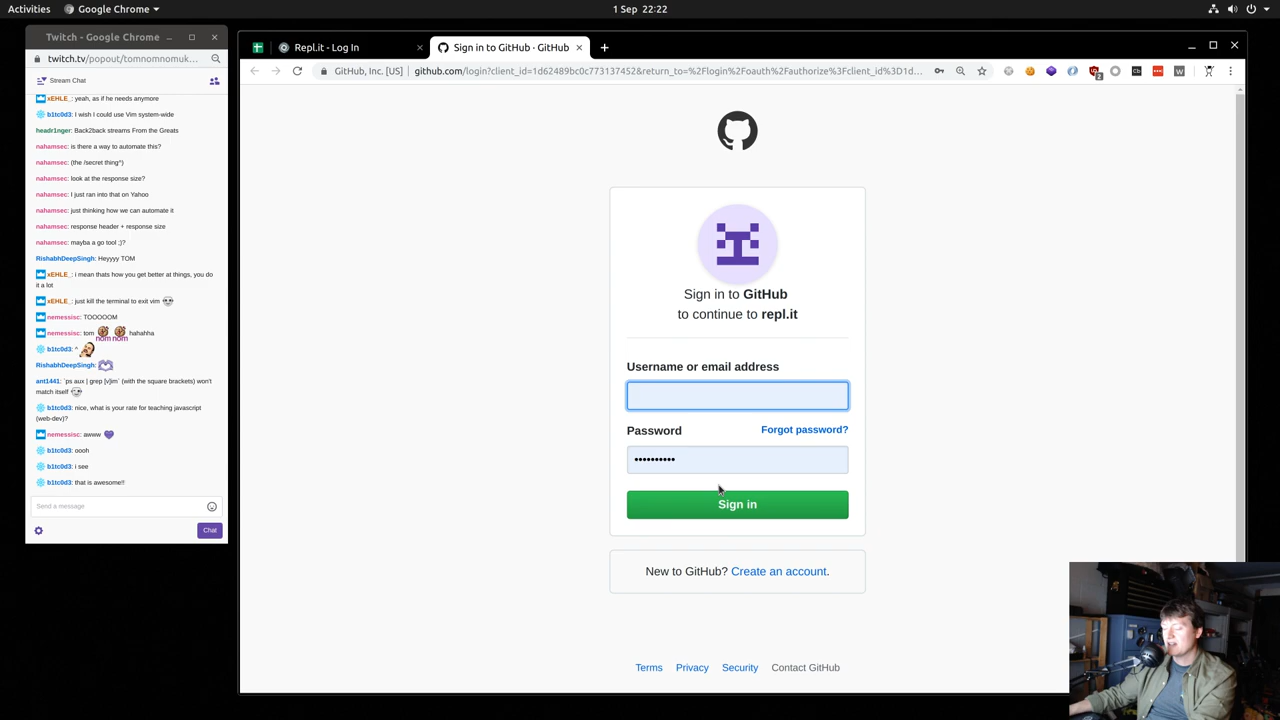 Activities
Google Chrome
1 Sep 22:22
Twitch - Google Chrome
twitch.tv/popout/tomnomnomuk...
Stream Chat
xEHLE_: yeah, as if he needs anymore
b1tc0d3: I wish I could use Vim system-wide
headr1nger: Back2back streams From the Greats
nahamsec: is there a way to automate this?
nahamsec: (the /secret thing^)
nahamsec: look at the response size?
nahamsec: I just ran into that on Yahoo
nahamsec: just thinking how we can automate it
nahamsec: response header + response size
nahamsec: mayba a go tool ;)?
RishabhDeepSingh: Heyyyy TOM
xEHLE_: i mean thats how you get better at things, you do
it a lot
xEHLE_: just kill the terminal to exit vim
nemessisc: TOOOOOM
nemessisc: tom nom nom hahahha
b1tc0d3: ^
RishabhDeepSingh:
ant1441: `ps aux | grep [v]im` (with the square brackets) won't
match itself
b1tc0d3: nice, what is your rate for teaching javascript
(web-dev)?
nemessisc: awww
b1tc0d3: oooh
b1tc0d3: i see
b1tc0d3: that is awesome!!
Send a message
Chat
Repl.it - Log In
Sign in to GitHub · GitHub
GitHub, Inc. [US] github.com/login?client_id=1d62489bc0c773137452&return_to=%2Flogin%2Foauth%2Fauthorize%3Fclient_id%3D1d...
2
Cb
W
Sign in to GitHub
to continue to repl.it
Username or email address
Password
Forgot password?
••••••••••
Sign in
New to GitHub? Create an account.
Terms
Privacy
Security
Contact GitHub